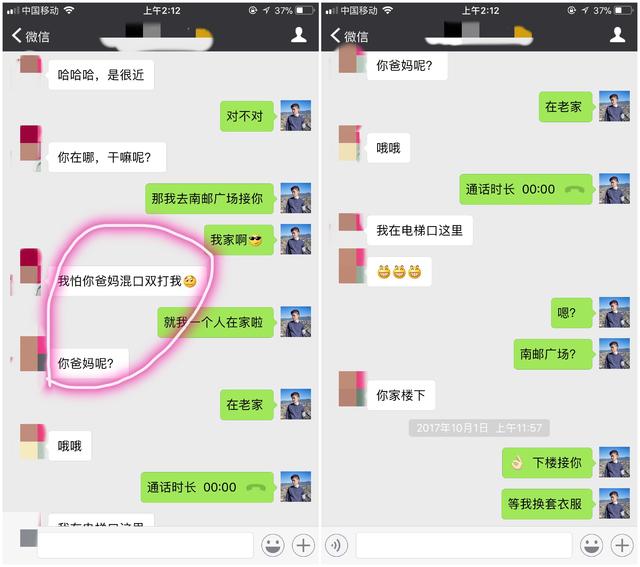 中国移动
上午2:12
37%
微信
哈哈哈，是很近
对不对
你在哪，干嘛呢？
那我去南邮广场接你
我家啊
我怕你爸妈混口双打我
就我一个人在家啦
你爸妈呢？
在老家
哦哦
通话时长 00:00
我在电梯口这里
中国移动
上午2:12
37%
微信
你爸妈呢？
在老家
哦哦
通话时长 00:00
我在电梯口这里
嗯？
南邮广场？
你家楼下
2017年10月1日 上午11:57
下楼接你
等我换套衣服